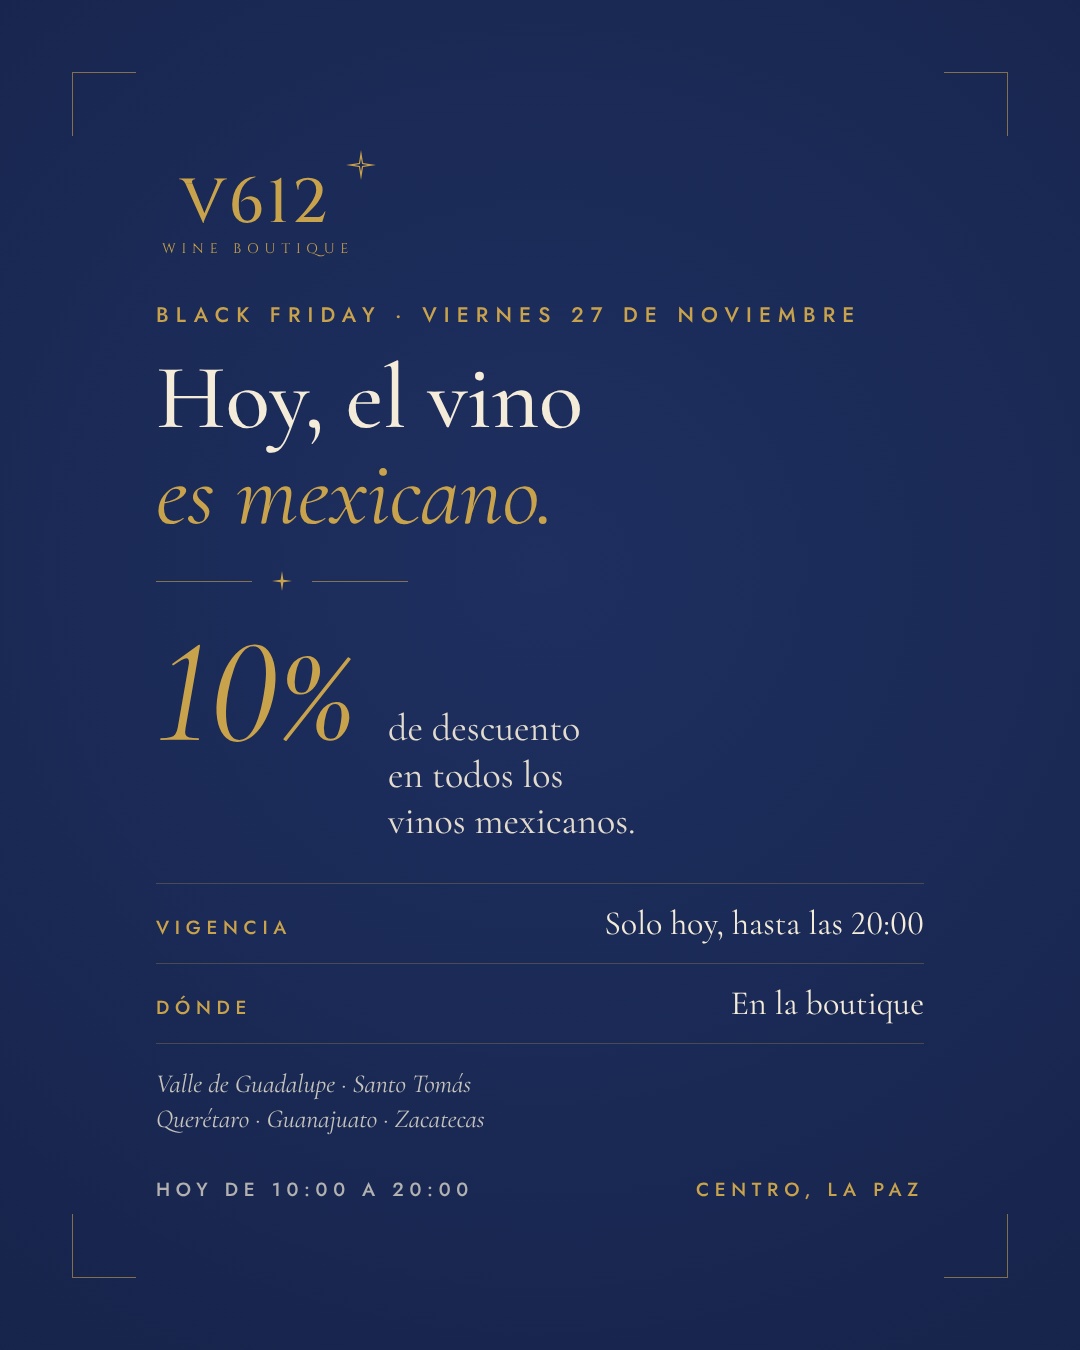 V612
WINE BOUTIQUE
BLACK FRIDAY · VIERNES 27 DE NOVIEMBRE
Hoy, el vino
es mexicano.
10%
de descuento
en todos los
vinos mexicanos.
VIGENCIA
Solo hoy, hasta las 20:00
DÓNDE
En la boutique
Valle de Guadalupe · Santo Tomás
Querétaro · Guanajuato · Zacatecas
HOY DE 10:00 A 20:00
CENTRO, LA PAZ